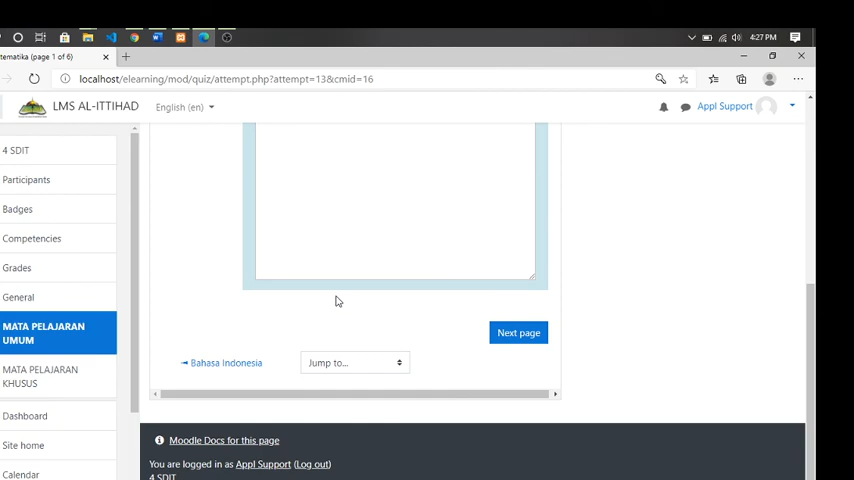 4:27 PM
tematika (page 1 of 6)
localhost/elearning/mod/quiz/attempt.php?attempt=13&cmid=16
LMS AL-ITTIHAD
English (en)
Appl Support
4 SDIT
Participants
Badges
Competencies
Grades
General
MATA PELAJARAN
UMUM
MATA PELAJARAN
KHUSUS
Dashboard
Site home
Calendar
Next page
Bahasa Indonesia
Jump to...
Moodle Docs for this page
You are logged in as Appl Support (Log out)
4 SDIT